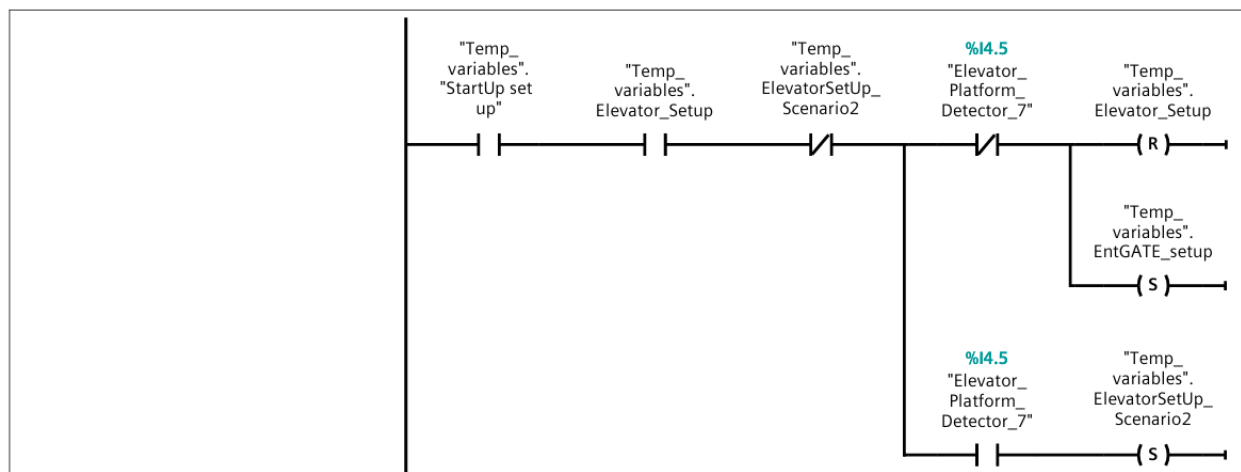 "Temp_
variables".
"StartUp set
up"
"Temp_
variables".
Elevator_Setup
"Temp_
variables".
ElevatorSetUp_
Scenario2
%I4.5
"Elevator_
Platform_
Detector_7"
"Temp_
variables".
Elevator_Setup
R
"Temp_
variables".
EntGATE_setup
S
%I4.5
"Elevator_
Platform_
Detector_7"
"Temp_
variables".
ElevatorSetUp_
Scenario2
S